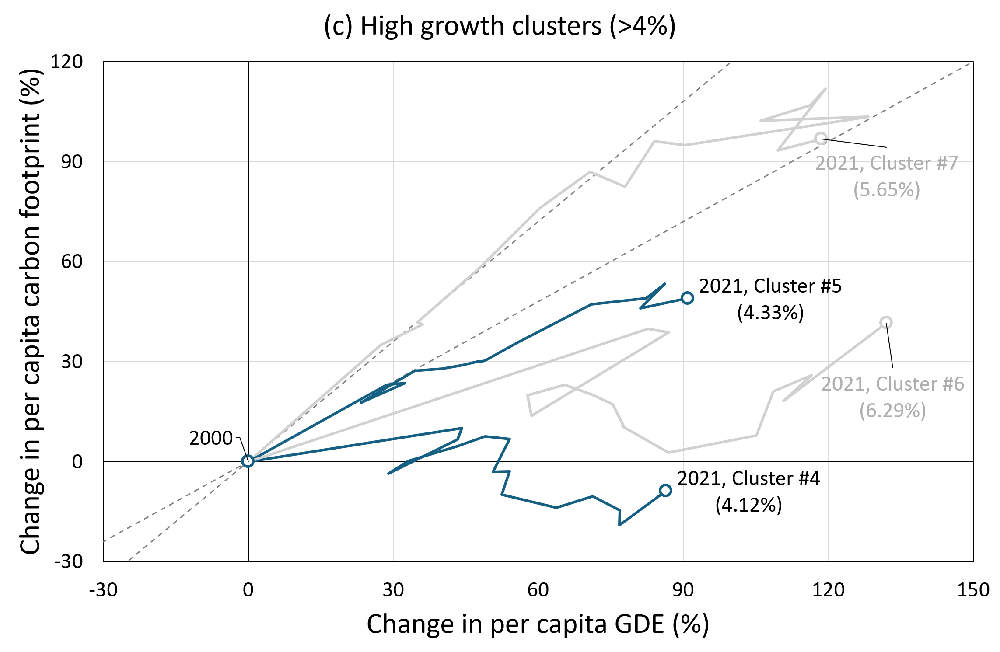 (c) High growth clusters (>4%)
Change in per capita carbon footprint (%)
120
90
60
30
0
-30
2021, Cluster #7
(5.65%)
2021, Cluster #5
(4.33%)
2021, Cluster #6
(6.29%)
2000
2021, Cluster #4
(4.12%)
-30
0
30
60
90
120
150
Change in per capita GDE (%)